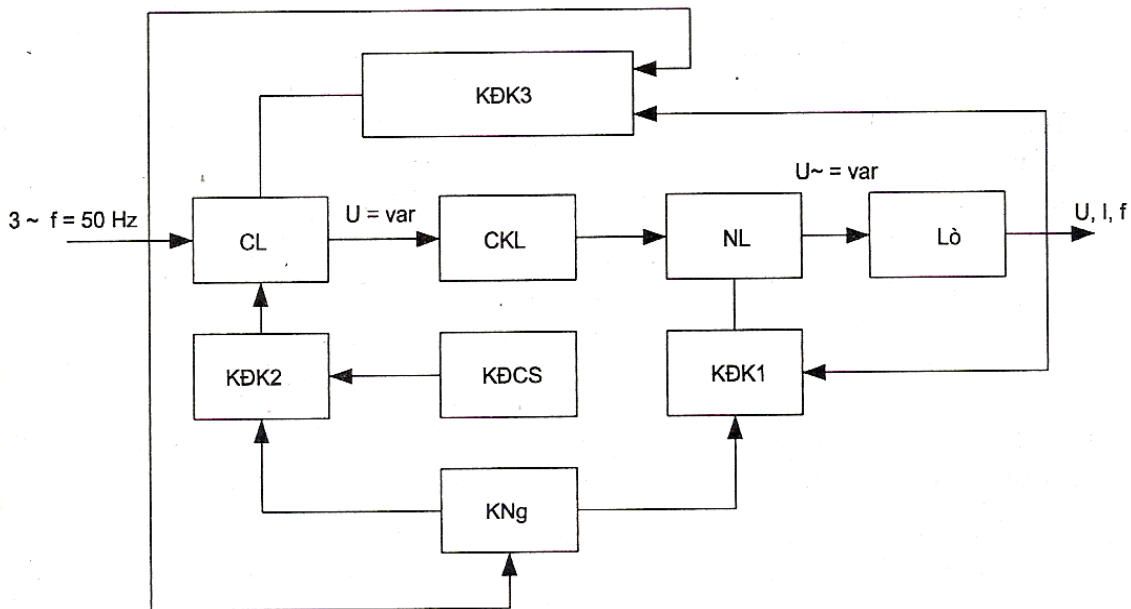 KĐK3
U~ = var
3 ~ f = 50 Hz
CL
U = var
CKL
NL
Lò
U, I, f
KĐK2
KĐCS
KĐK1
KNg